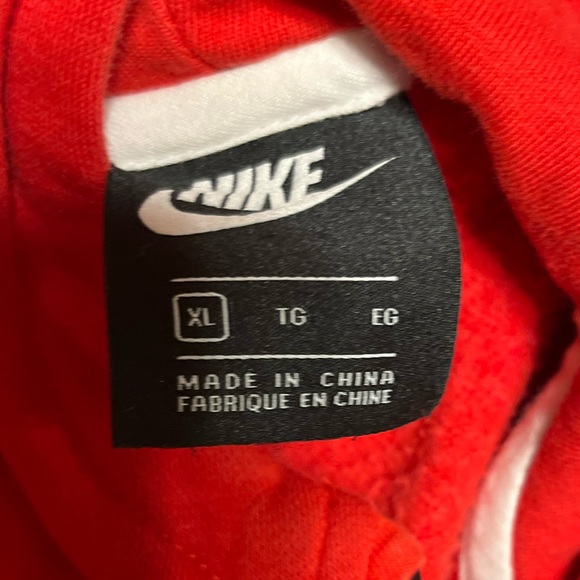 NIKE
XL TG EG
MADE IN CHINA
FABRIQUE EN CHINE